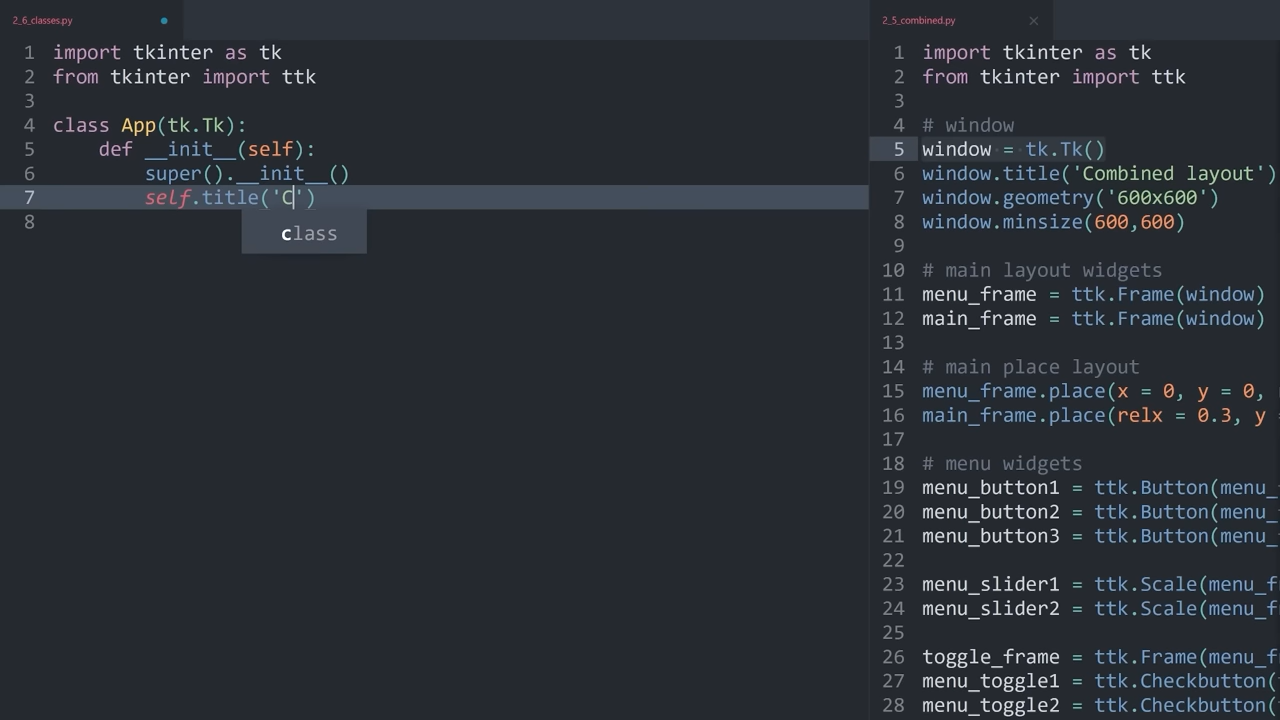 2_6_classes.py
1 import tkinter as tk
2 from tkinter import ttk
3
4 class App(tk.Tk):
5     def __init__(self):
6         super().__init__()
7         self.title('C')
class
8
2_5_combined.py
1 import tkinter as tk
2 from tkinter import ttk
3
4 # window
5 window = tk.Tk()
6 window.title('Combined layout')
7 window.geometry('600x600')
8 window.minsize(600,600)
9
10 # main layout widgets
11 menu_frame = ttk.Frame(window)
12 main_frame = ttk.Frame(window)
13
14 # main place layout
15 menu_frame.place(x = 0, y = 0,
16 main_frame.place(relx = 0.3, y =
17
18 # menu widgets
19 menu_button1 = ttk.Button(menu_
20 menu_button2 = ttk.Button(menu_
21 menu_button3 = ttk.Button(menu_
22
23 menu_slider1 = ttk.Scale(menu_f
24 menu_slider2 = ttk.Scale(menu_f
25
26 toggle_frame = ttk.Frame(menu_f
27 menu_toggle1 = ttk.Checkbutton(
28 menu_toggle2 = ttk.Checkbutton(